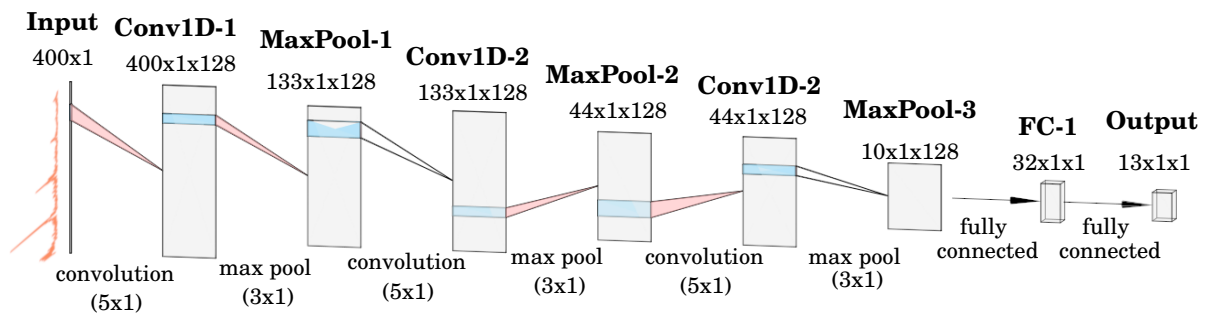 Input
400x1
Conv1D-1
400x1x128
MaxPool-1
133x1x128
Conv1D-2
133x1x128
MaxPool-2
44x1x128
Conv1D-2
44x1x128
MaxPool-3
10x1x128
FC-1
32x1x1
Output
13x1x1
convolution
(5x1)
max pool
(3x1)
convolution
(5x1)
max pool
(3x1)
convolution
(5x1)
max pool
(3x1)
fully
connected
fully
connected